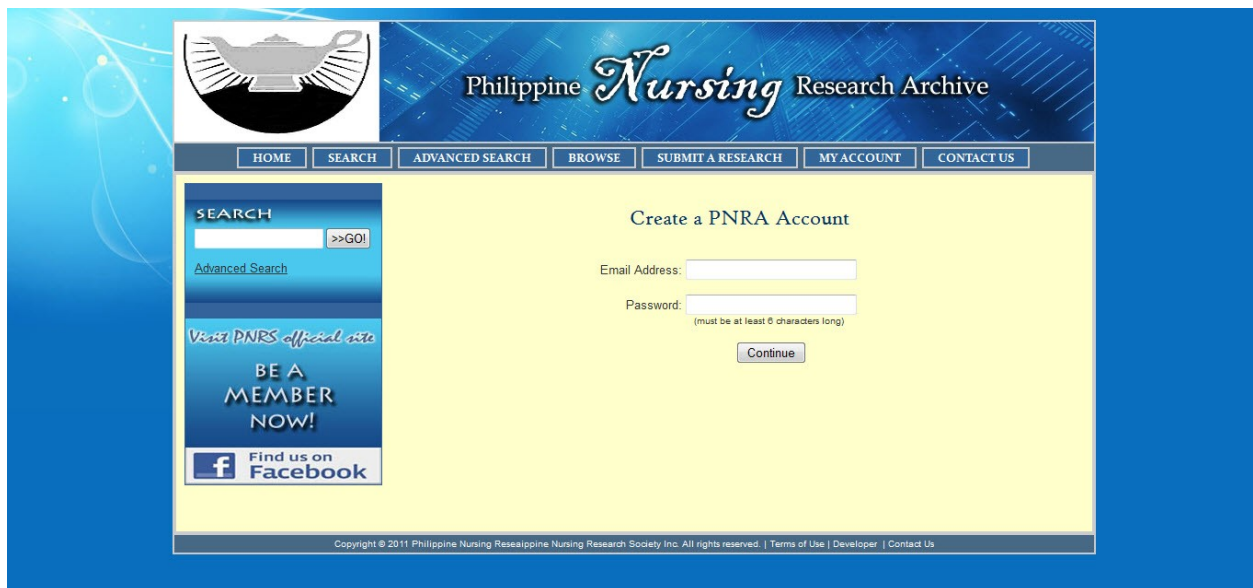 Philippine Nursing Research Archive
HOME SEARCH ADVANCED SEARCH BROWSE SUBMIT A RESEARCH MY ACCOUNT CONTACT US
SEARCH
>>GO!
Advanced Search
Visit PNRS official site
BE A
MEMBER
NOW!
Find us on
Facebook
Create a PNRA Account
Email Address:
Password:
(must be at least 6 characters long)
Continue
Copyright © 2011 Philippine Nursing Reseaippine Nursing Research Society Inc. All rights reserved. | Terms of Use | Developer | Contact Us